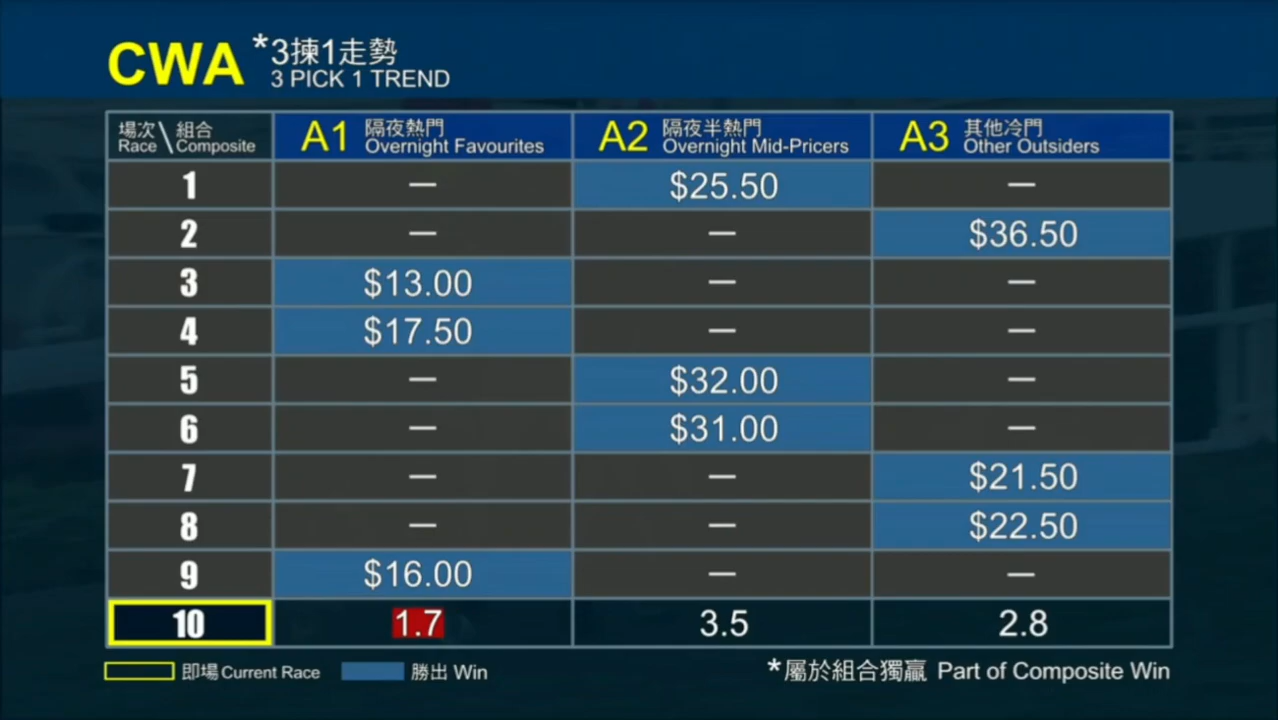 CWA *3揀1走勢
3 PICK 1 TREND
場次\組合 A1 隔夜熱門 A2 隔夜半熱門 A3 其他冷門
Race Composite Overnight Favourites Overnight Mid-Pricers Other Outsiders
1 — $25.50 —
2 — — $36.50
3 $13.00 — —
4 $17.50 — —
5 — $32.00 —
6 — $31.00 —
7 — — $21.50
8 — — $22.50
9 $16.00 — —
10 1.7 3.5 2.8
即場 Current Race 勝出 Win *屬於組合獨贏 Part of Composite Win